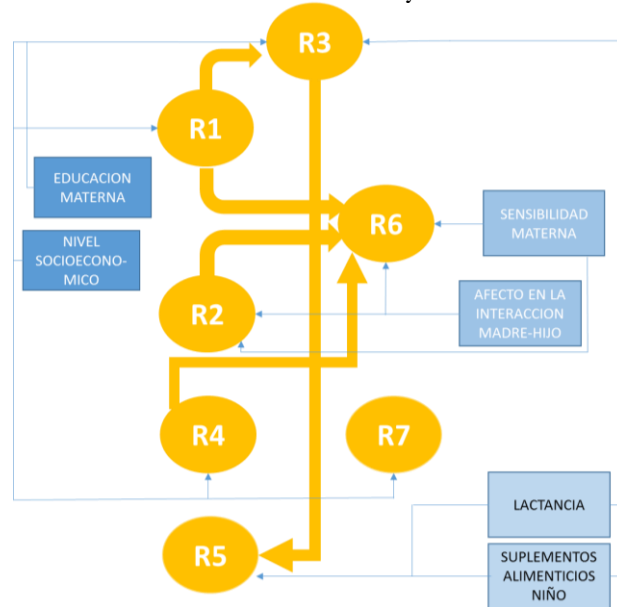 R3
R1
EDUCACION
MATERNA
R6
SENSIBILIDAD
MATERNA
NIVEL
SOCIOECONO-
MICO
R2
AFECTO EN LA
INTERACCION
MADRE-HIJO
R4
R7
LACTANCIA
R5
SUPLEMENTOS
ALIMENTICIOS
NIÑO